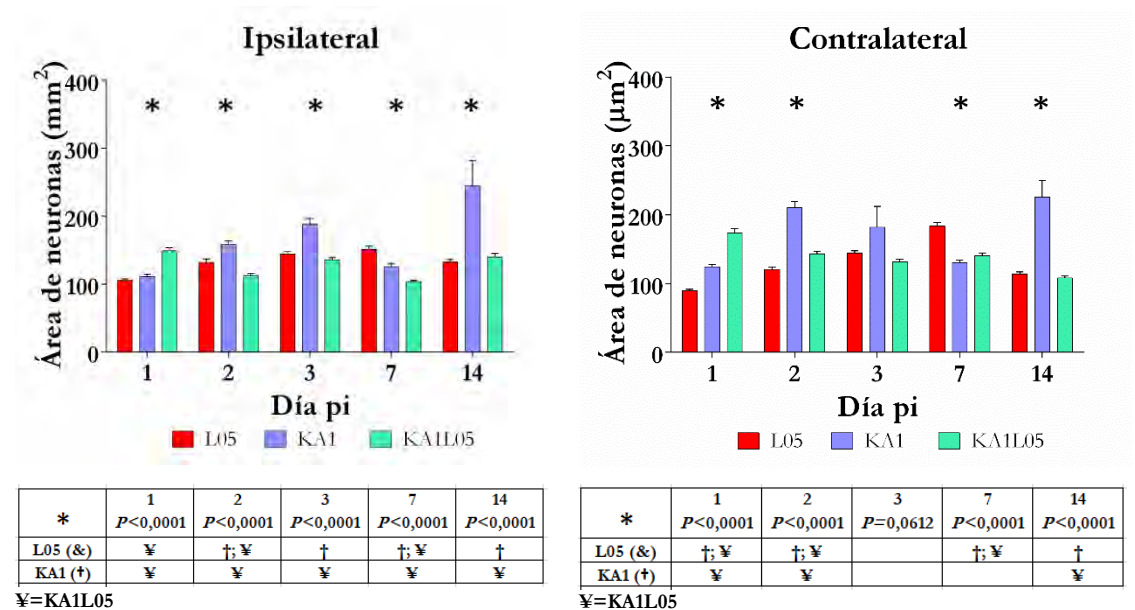 Ipsilateral
Área de neuronas (mm²)
400
300
200
100
0
* * * * *
1 2 3 7 14
Día pi
L05 KA1 KA1L05
* 1 2 3 7 14
P<0,0001 P<0,0001 P<0,0001 P<0,0001 P<0,0001
L05 (&) ¥ †; ¥ † †; ¥ †
KA1 (†) ¥ ¥ ¥ ¥ ¥
¥=KA1L05
Contralateral
Área de neuronas (µm²)
400
300
200
100
0
* * * *
1 2 3 7 14
Día pi
L05 KA1 KA1L05
* 1 2 3 7 14
P<0,0001 P<0,0001 P=0,0612 P<0,0001 P<0,0001
L05 (&) †; ¥ †; ¥ †; ¥ †
KA1 (†) ¥ ¥ ¥
¥=KA1L05